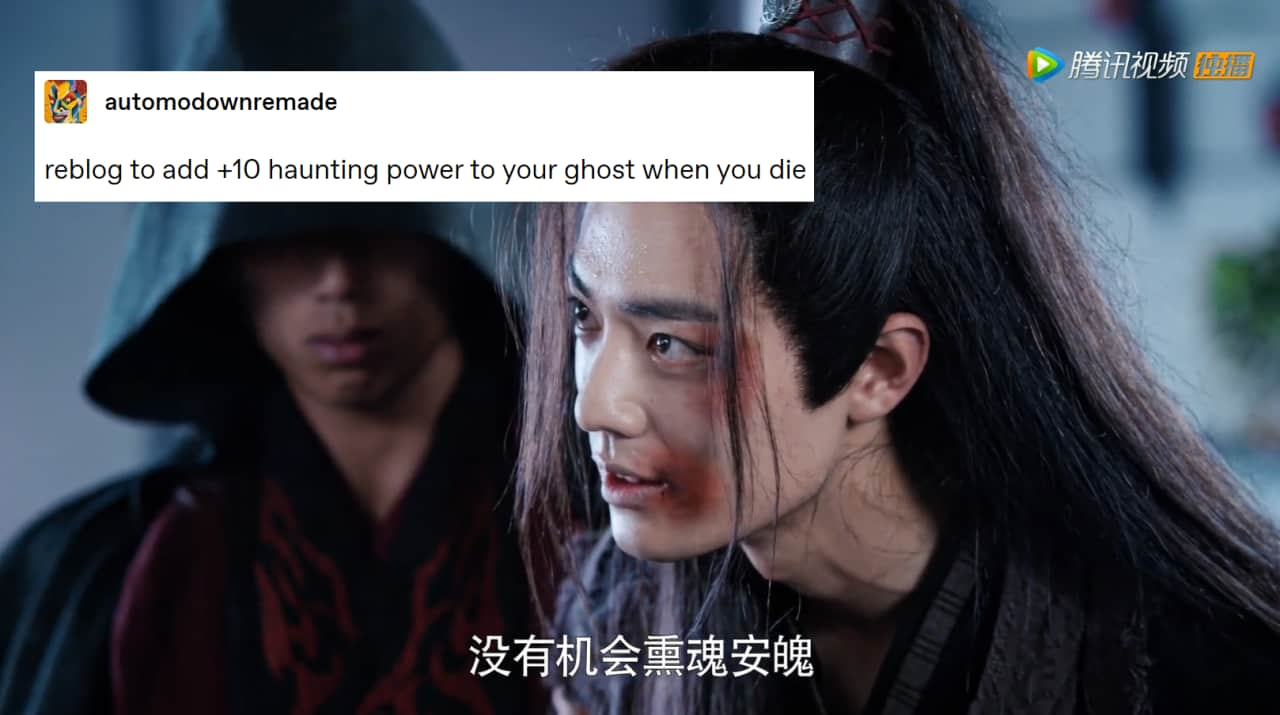 腾讯视频 独播
automodownremade
reblog to add +10 haunting power to your ghost when you die
没有机会熏魂安魄